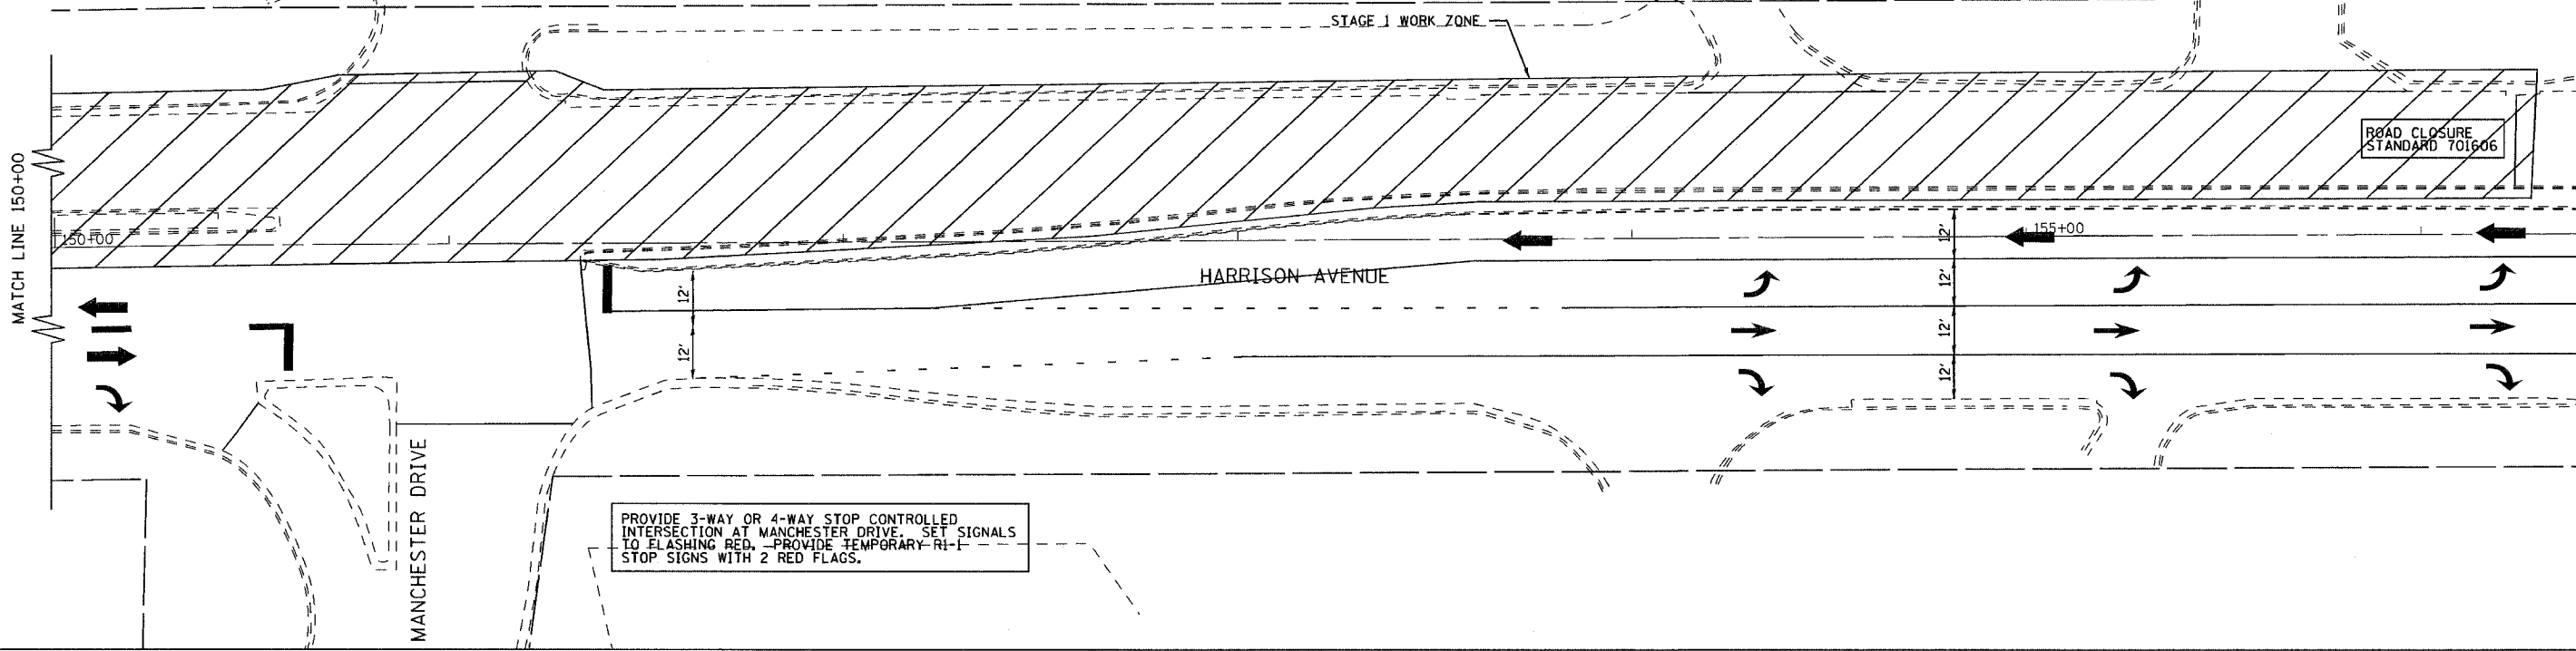 STAGE 1 WORK ZONE
ROAD CLOSURE
STANDARD 701606
MATCH LINE 150+00
150+00
155+00
HARRISON AVENUE
12'
12'
12'
12'
12'
12'
MANCHESTER DRIVE
PROVIDE 3-WAY OR 4-WAY STOP CONTROLLED
INTERSECTION AT MANCHESTER DRIVE. SET SIGNALS
TO FLASHING RED. PROVIDE TEMPORARY R1-1
STOP SIGNS WITH 2 RED FLAGS.